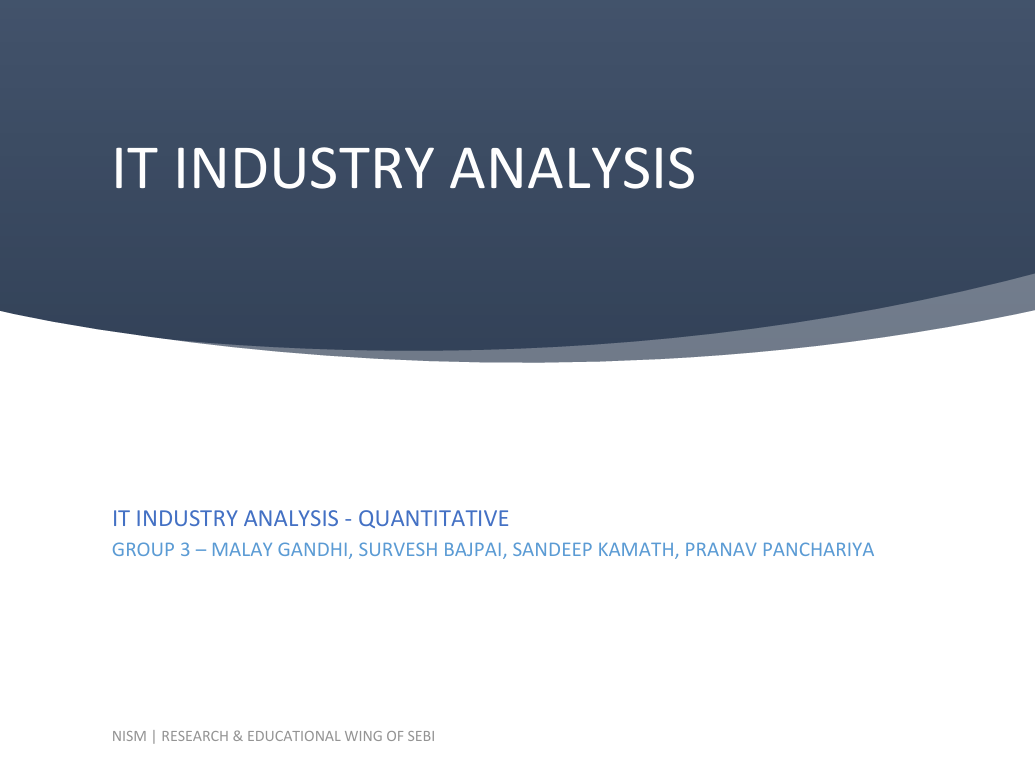 IT INDUSTRY ANALYSIS
IT INDUSTRY ANALYSIS - QUANTITATIVE
GROUP 3 – MALAY GANDHI, SURVESH BAJPAI, SANDEEP KAMATH, PRANAV PANCHARIYA
NISM | RESEARCH & EDUCATIONAL WING OF SEBI